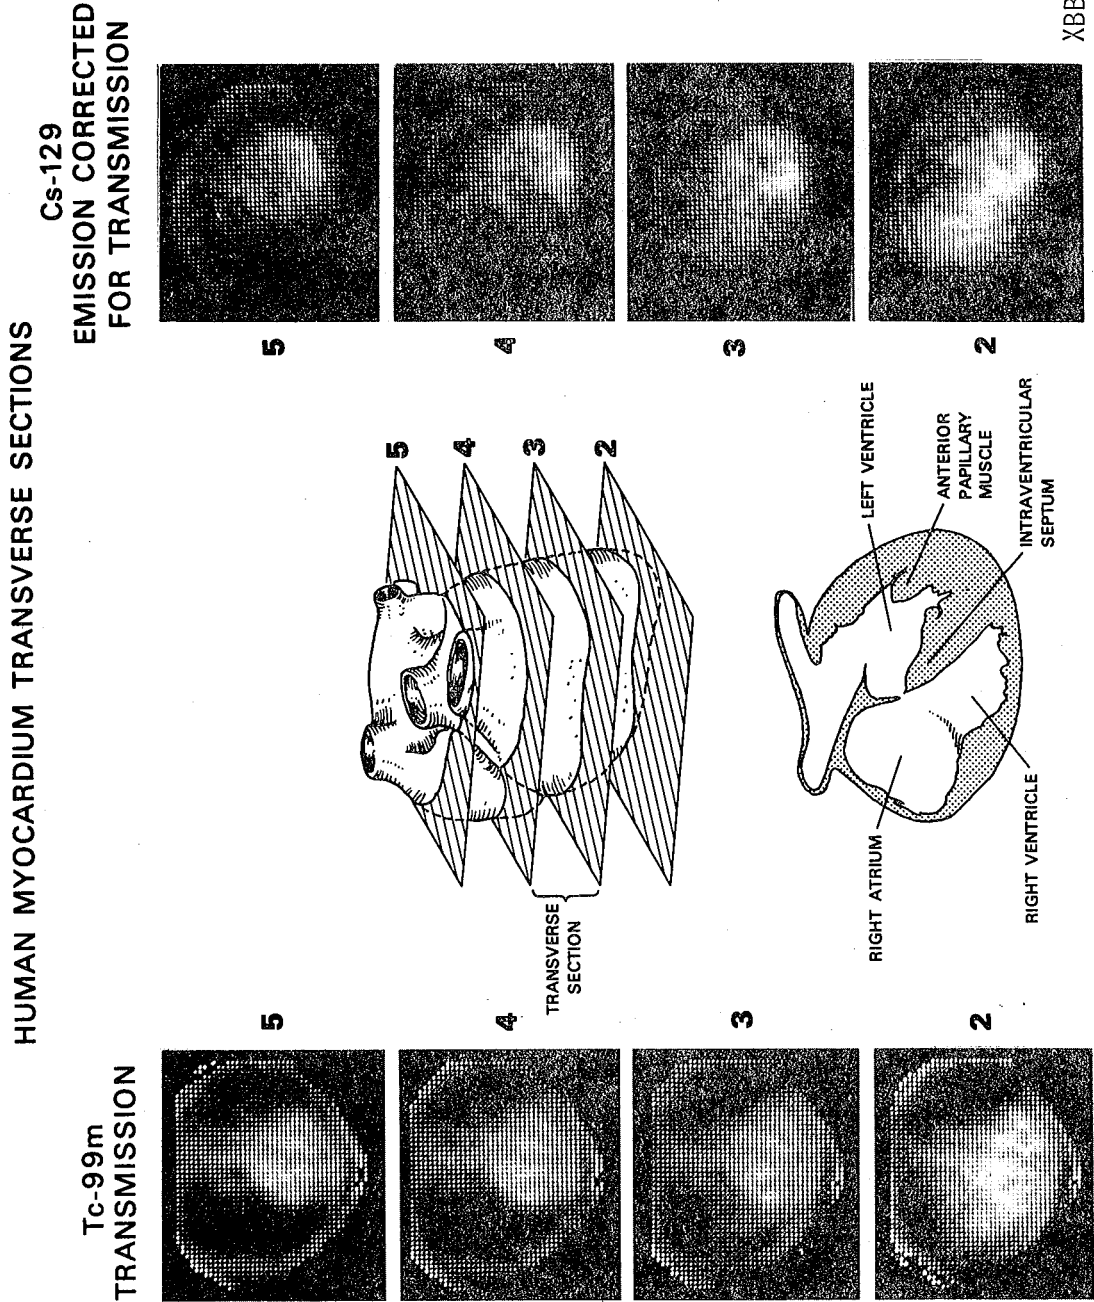 HUMAN MYOCARDIUM TRANSVERSE SECTIONS
Tc-99m
TRANSMISSION
5
4
3
2
5
4
3
2
TRANSVERSE
SECTION
RIGHT ATRIUM
RIGHT VENTRICLE
LEFT VENTRICLE
ANTERIOR
PAPILLARY
MUSCLE
INTRAVENTRICULAR
SEPTUM
Cs-129
EMISSION CORRECTED
FOR TRANSMISSION
5
4
3
2
XBB